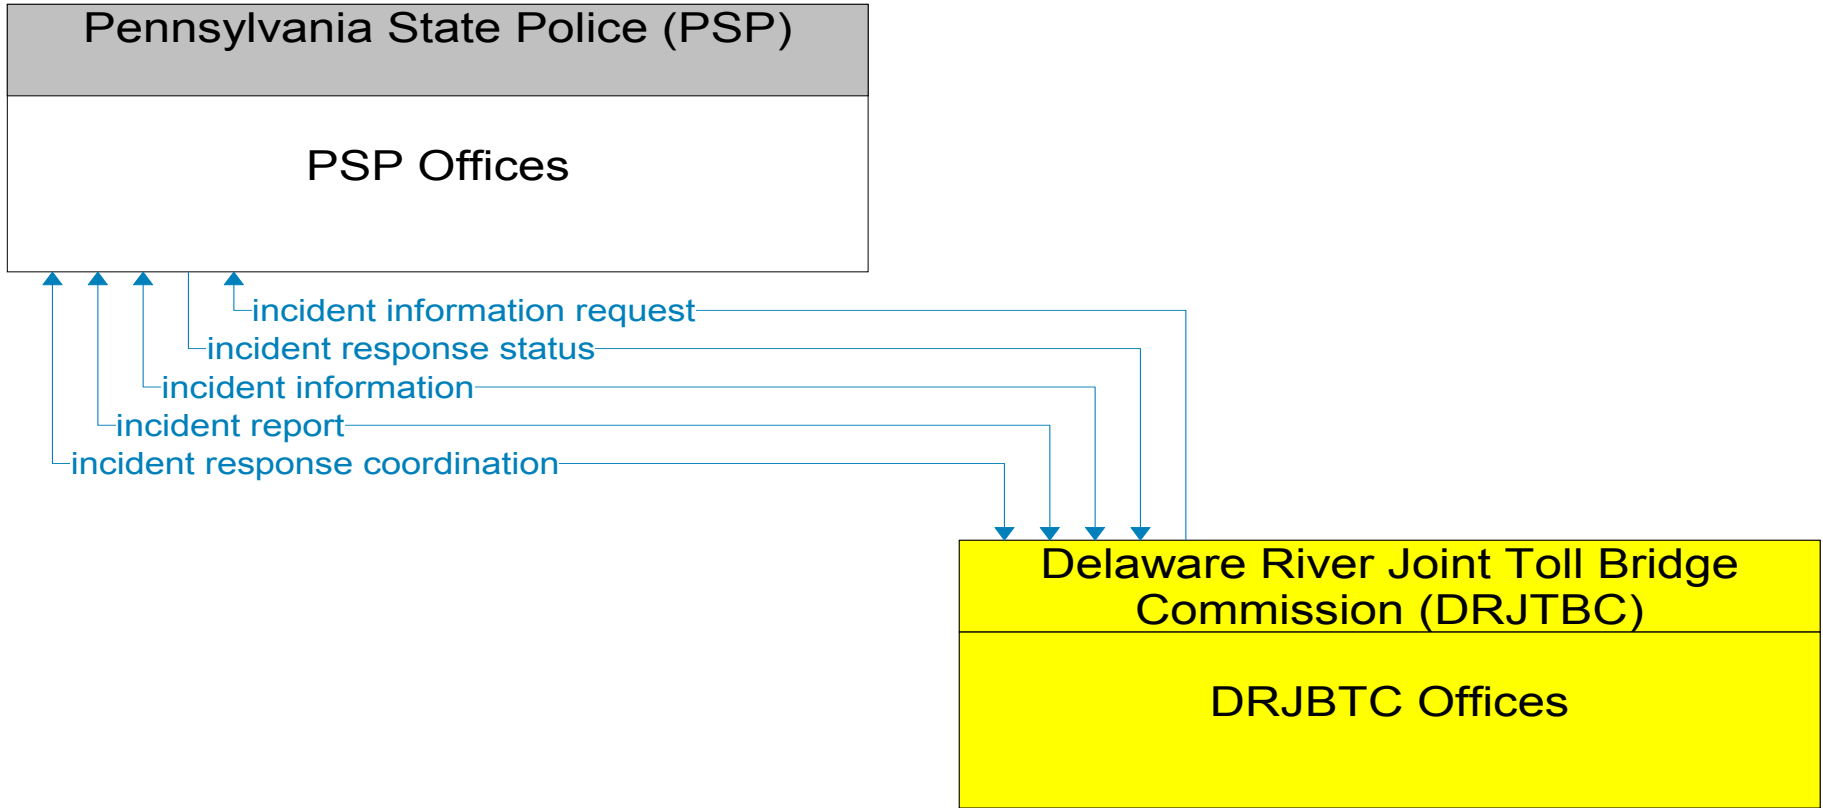 Pennsylvania State Police (PSP)
PSP Offices
incident information request
incident response status
incident information
incident report
incident response coordination
Delaware River Joint Toll Bridge
Commission (DRJTBC)
DRJBTC Offices